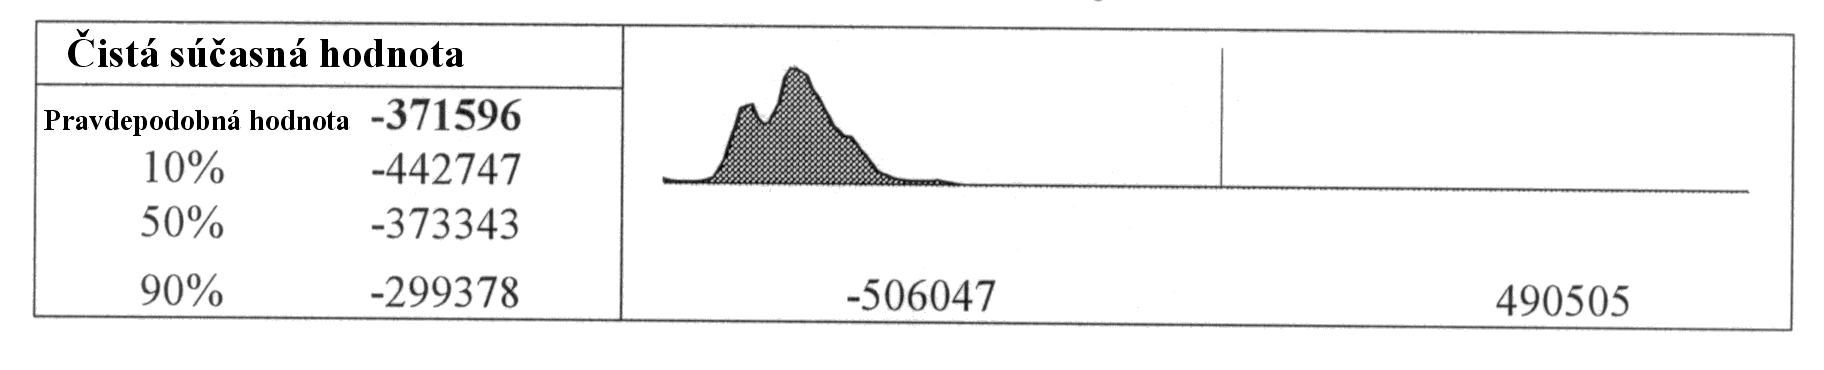 Čistá súčasná hodnota
Pravdepodobná hodnota -371596
10% -442747
50% -373343
90% -299378
-506047 490505